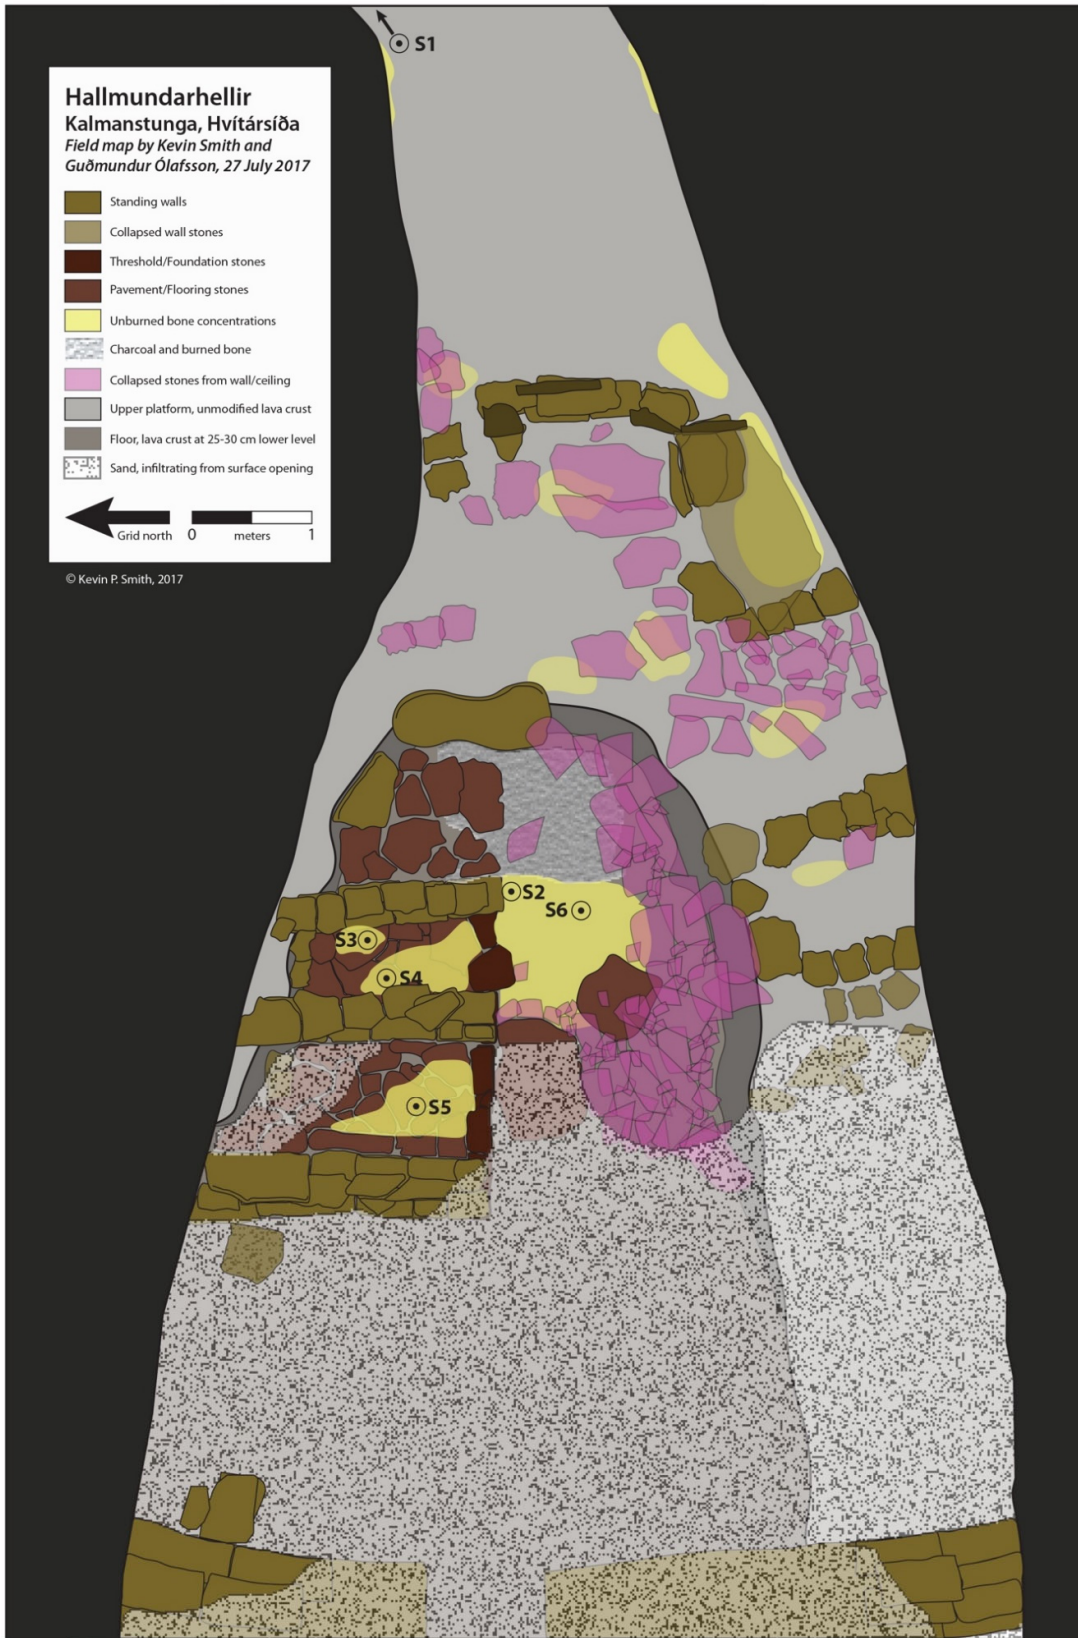 S1
Hallmundarhellir
Kalmanstunga, Hvítársíða
Field map by Kevin Smith and
Guðmundur Ólafsson, 27 July 2017
Standing walls
Collapsed wall stones
Threshold/Foundation stones
Pavement/Flooring stones
Unburned bone concentrations
Charcoal and burned bone
Collapsed stones from wall/ceiling
Upper platform, unmodified lava crust
Floor, lava crust at 25-30 cm lower level
Sand, infiltrating from surface opening
Grid north 0 meters 1
© Kevin P. Smith, 2017
S2
S6
S3
S4
S5